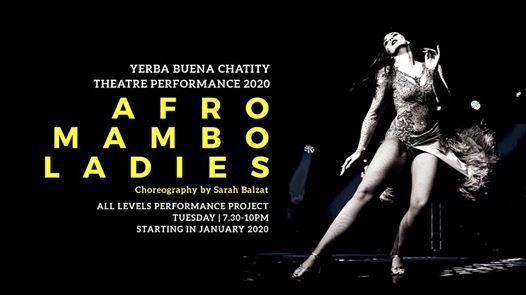 YERBA BUENA CHATITY
THEATRE PERFORMANCE 2020
AFRO
MAMBO
LADIES
Choreography by Sarah Balzat
ALL LEVELS PERFORMANCE PROJECT
TUESDAY | 7.30-10PM
STARTING IN JANUARY 2020